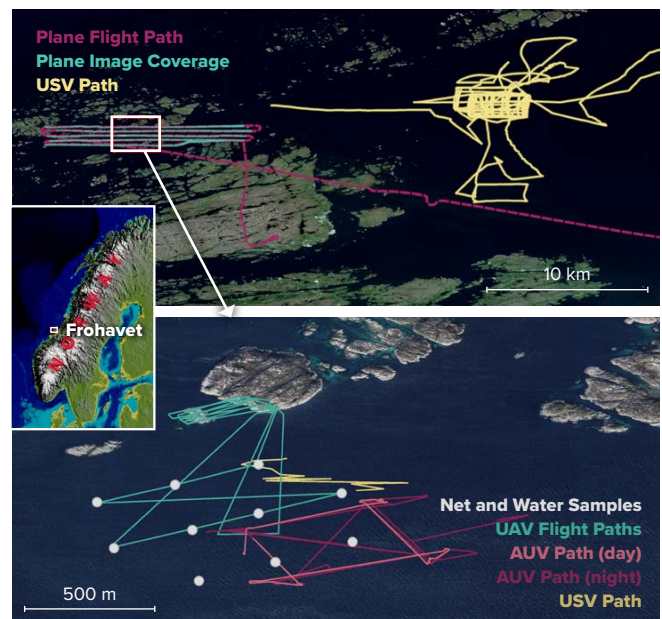 Plane Flight Path
Plane Image Coverage
USV Path
10 km
NORWAY
Frohavet
Net and Water Samples
UAV Flight Paths
AUV Path (day)
AUV Path (night)
USV Path
500 m